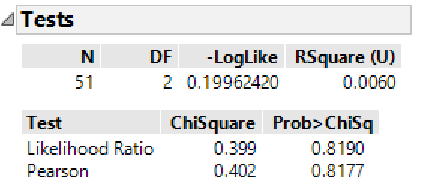 Tests
N DF -LogLike RSquare (U)
51 2 0.19962420 0.0060
Test ChiSquare Prob>ChiSq
Likelihood Ratio 0.399 0.8190
Pearson 0.402 0.8177